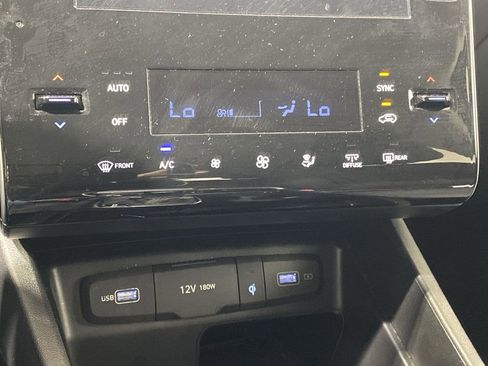 AUTO
SYNC
Lo Lo
OFF
FRONT
A/C
DIFFUSE
REAR
USB
12V 180W